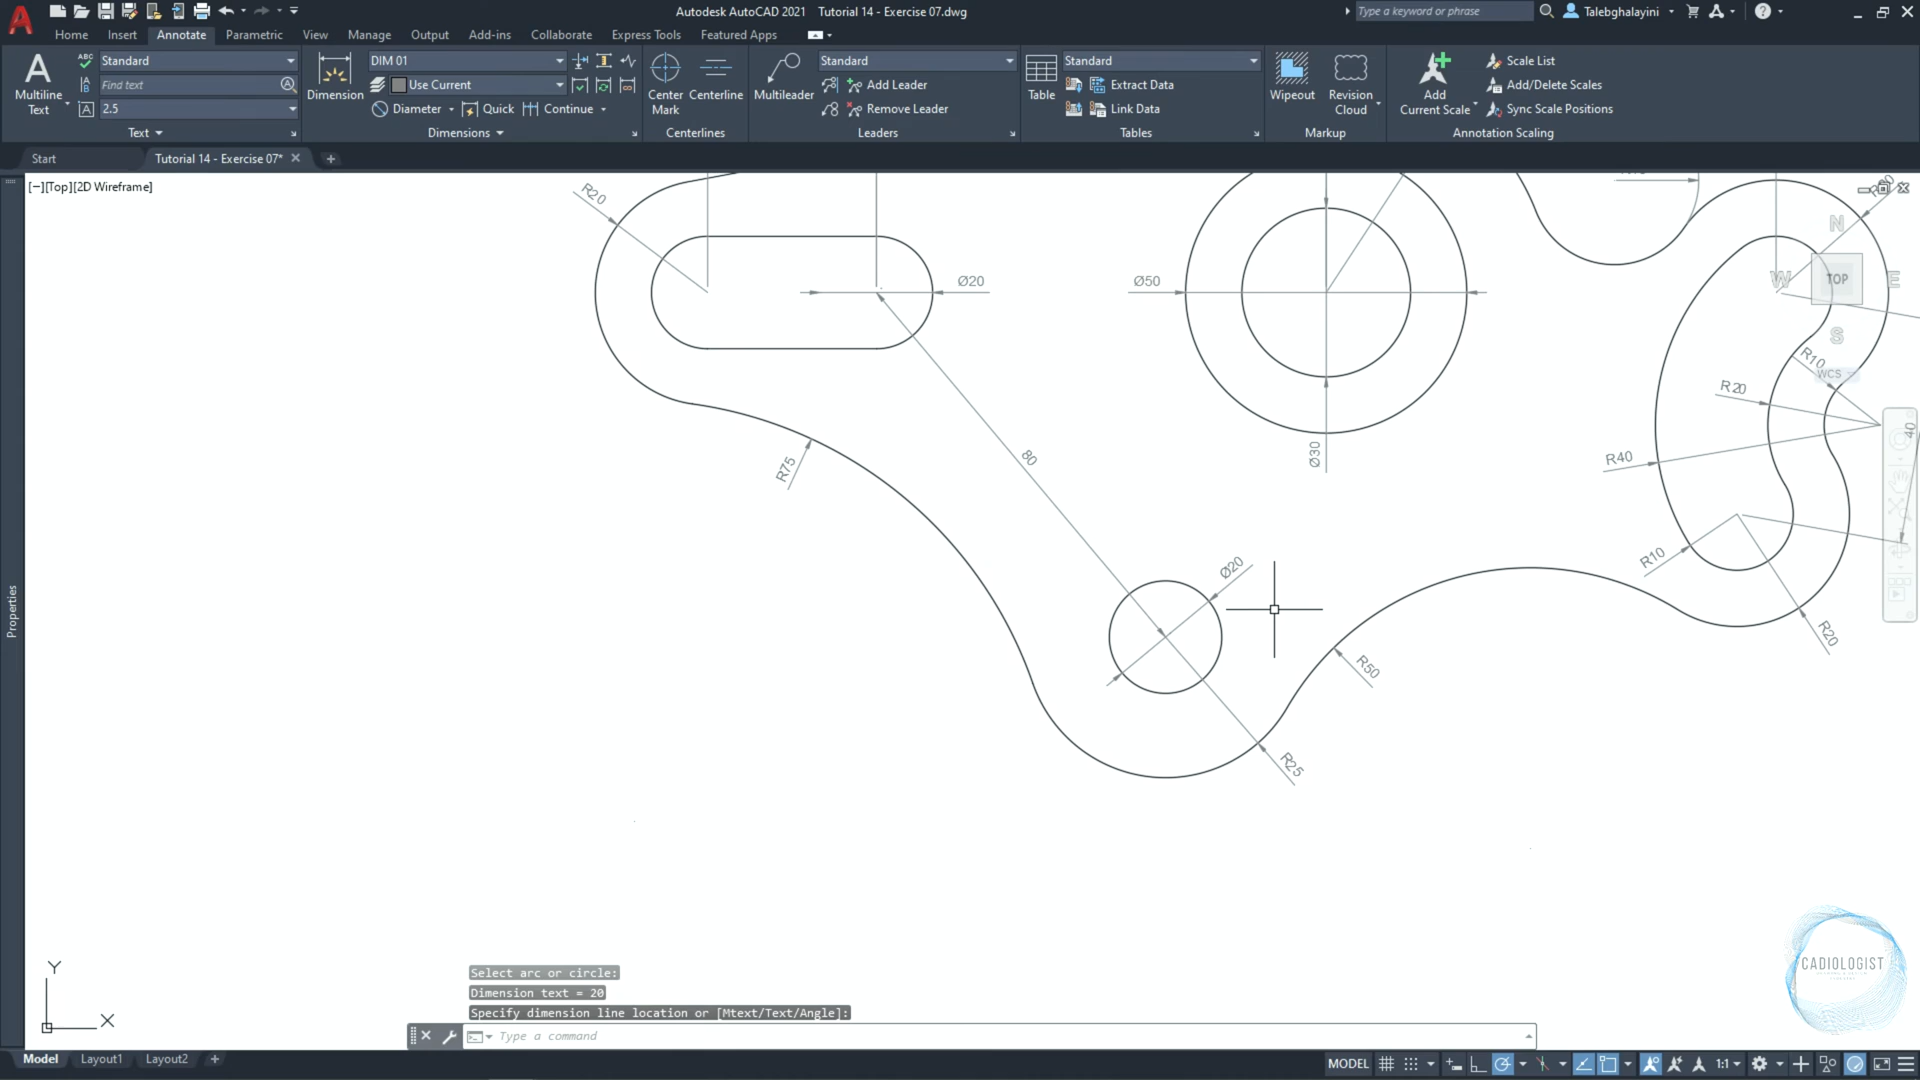 Autodesk AutoCAD 2021 Tutorial 14 - Exercise 07.dwg
Type a keyword or phrase
Talebghalayini
Home Insert Annotate Parametric View Manage Output Add-ins Collaborate Express Tools Featured Apps
Multiline Text
ABC
Standard
Find text
2.5
Text
Dimension
DIM 01
Use Current
Diameter Quick Continue
Dimensions
Center Mark
Centerline
Centerlines
Multileader
Standard
Add Leader
Remove Leader
Leaders
Table
Standard
Extract Data
Link Data
Tables
Wipeout
Revision Cloud
Markup
Add Current Scale
Scale List
Add/Delete Scales
Sync Scale Positions
Annotation Scaling
Start
Tutorial 14 - Exercise 07*
[−][Top][2D Wireframe]
Properties
R20
Ø20
Ø50
Ø30
R75
80
Ø20
R50
R25
R20
R10
R40
R20
R10
40
N
W
TOP
E
S
WCS
Y
X
CADIOLOGIST
Select arc or circle:
Dimension text = 20
Specify dimension line location or [Mtext/Text/Angle]:
Type a command
Model Layout1 Layout2
MODEL
1:1